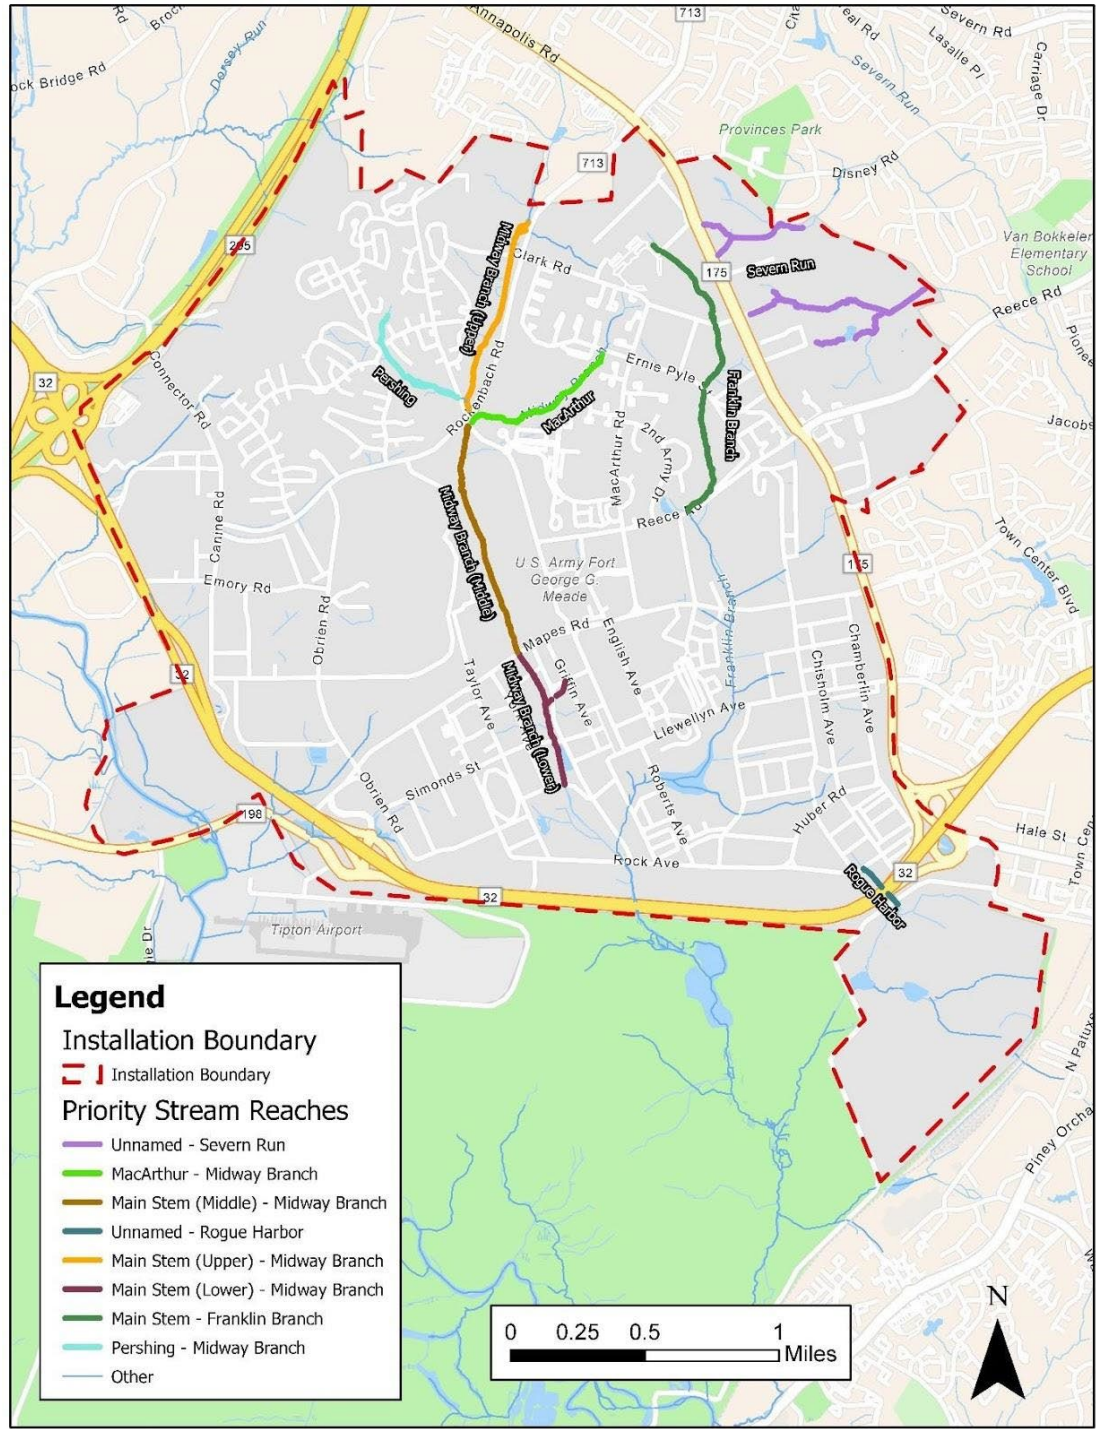 713
Annapolis Rd
Severn Rd
Lasalle Pl
Carriage Dr
Dorsey Run
ock Bridge Rd
Severn Run
Provinces Park
713
Disney Rd
Van Bokkelen
Elementary
School
295
Midway Branch (Upper)
Clark Rd
175
Severn Run
Reece Rd
32
Connector Rd
Pershing
Rockenbach Rd
Ernie Pyle St
MacArthur
Franklin Branch
Jacobs
MacArthur Rd
2nd Army Dr
Reece Rd
Canine Rd
Midway Branch (Middle)
U S Army Fort
George G.
Meade
175
Town Center Blvd
Emory Rd
Obrien Rd
Franklin Branch
Mapes Rd
English Ave
Chamberlin Ave
Chisholm Ave
32
Taylor Ave
Griffin Ave
Midway Branch (Lower)
Llewellyn Ave
Simonds St
Obrien Rd
Roberts Ave
Huber Rd
198
Hale St
Town Cen
Rock Ave
32
32
Rogue Harbor
Tipton Airport
Legend
Installation Boundary
Installation Boundary
Priority Stream Reaches
Unnamed - Severn Run
MacArthur - Midway Branch
Main Stem (Middle) - Midway Branch
Unnamed - Rogue Harbor
Main Stem (Upper) - Midway Branch
Main Stem (Lower) - Midway Branch
Main Stem - Franklin Branch
Pershing - Midway Branch
Other
N Patuxe
Piney Orcha
N
0 0.25 0.5 1
Miles